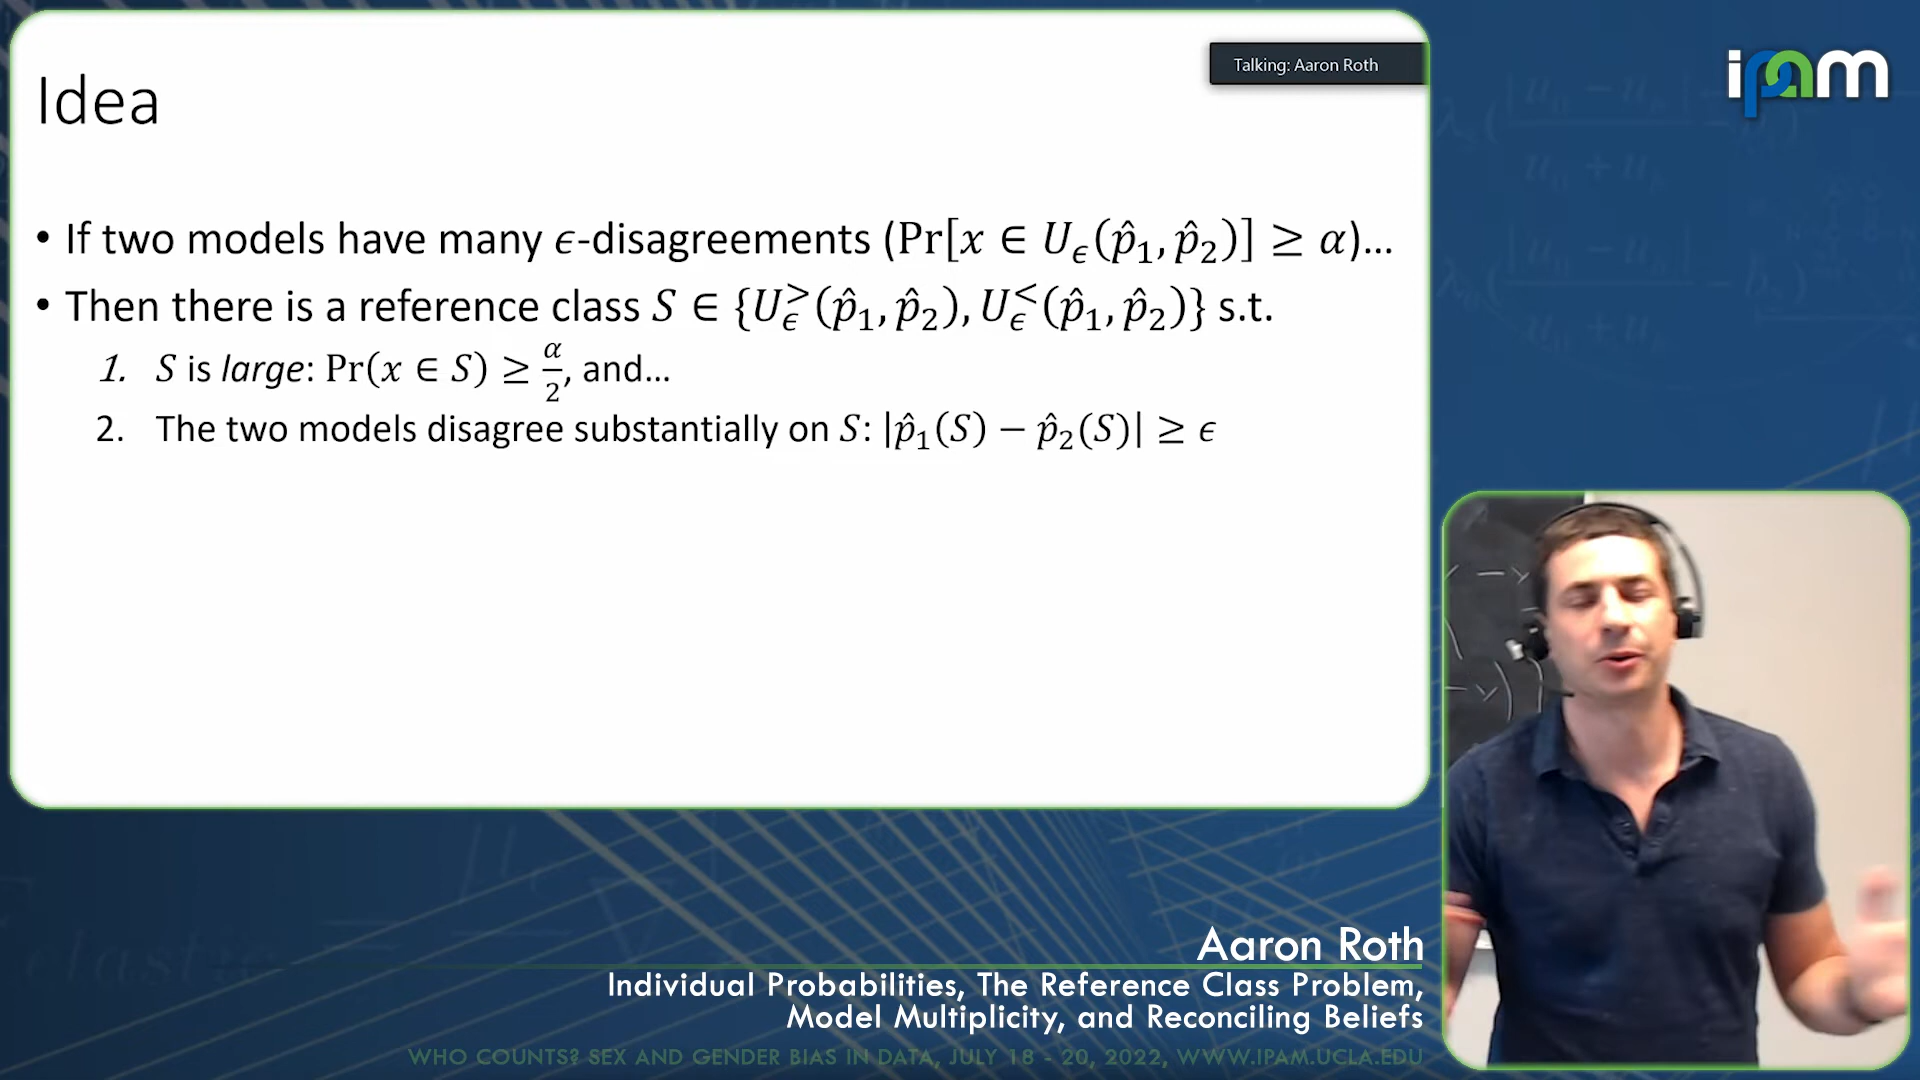 Talking: Aaron Roth
ipam
Idea
• If two models have many ϵ-disagreements (Pr[x ∈ U_ϵ(p̂₁, p̂₂)] ≥ α)...
• Then there is a reference class S ∈ {U_ϵ^>(p̂₁, p̂₂), U_ϵ^<(p̂₁, p̂₂)} s.t.
1. S is large: Pr(x ∈ S) ≥ α/2, and...
2. The two models disagree substantially on S: |p̂₁(S) − p̂₂(S)| ≥ ϵ
Aaron Roth
Individual Probabilities, The Reference Class Problem,
Model Multiplicity, and Reconciling Beliefs
WHO COUNTS? SEX AND GENDER BIAS IN DATA, JULY 18 - 20, 2022, WWW.IPAM.UCLA.EDU